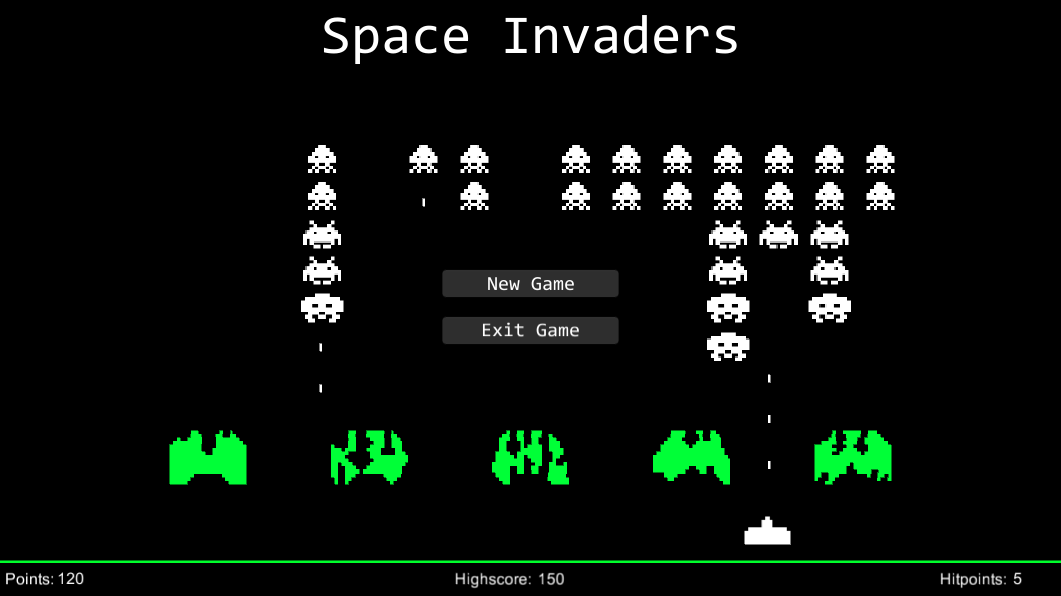 Space Invaders
New Game
Exit Game
Points: 120
Highscore: 150
Hitpoints: 5